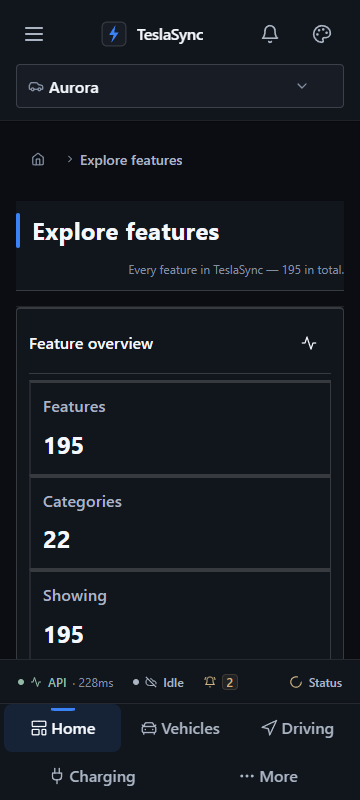 TeslaSync
Aurora
Explore features
Explore features
Every feature in TeslaSync — 195 in total.
Feature overview
Features
195
Categories
22
Showing
195
API · 228ms Idle 2 Status
Home Vehicles Driving
Charging More